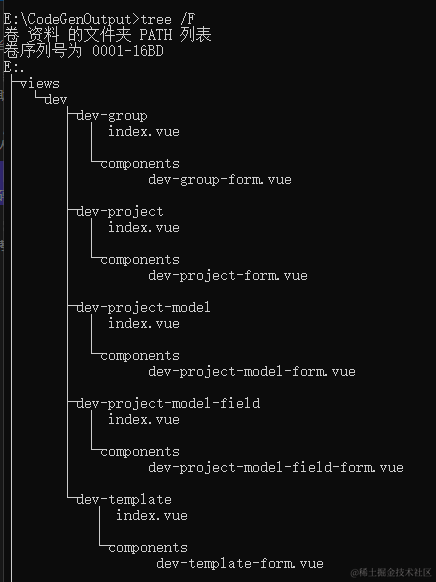 E:\CodeGenOutput>tree /F
卷 资料 的文件夹 PATH 列表
卷序列号为 0001-16BD
E:.
views
dev
dev-group
index.vue
components
dev-group-form.vue
dev-project
index.vue
components
dev-project-form.vue
dev-project-model
index.vue
components
dev-project-model-form.vue
dev-project-model-field
index.vue
components
dev-project-model-field-form.vue
dev-template
index.vue
components
dev-template-form.vue
@稀土掘金技术社区